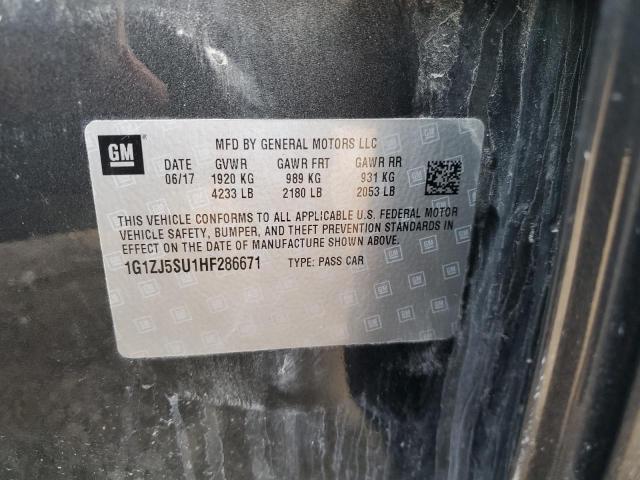 GM
MFD BY GENERAL MOTORS LLC
DATE GVWR GAWR FRT GAWR RR
06/17 1920 KG 989 KG 931 KG
4233 LB 2180 LB 2053 LB
THIS VEHICLE CONFORMS TO ALL APPLICABLE U.S. FEDERAL MOTOR
VEHICLE SAFETY, BUMPER, AND THEFT PREVENTION STANDARDS IN
EFFECT ON THE DATE OF MANUFACTURE SHOWN ABOVE.
1G1ZJ5SU1HF286671 TYPE: PASS CAR